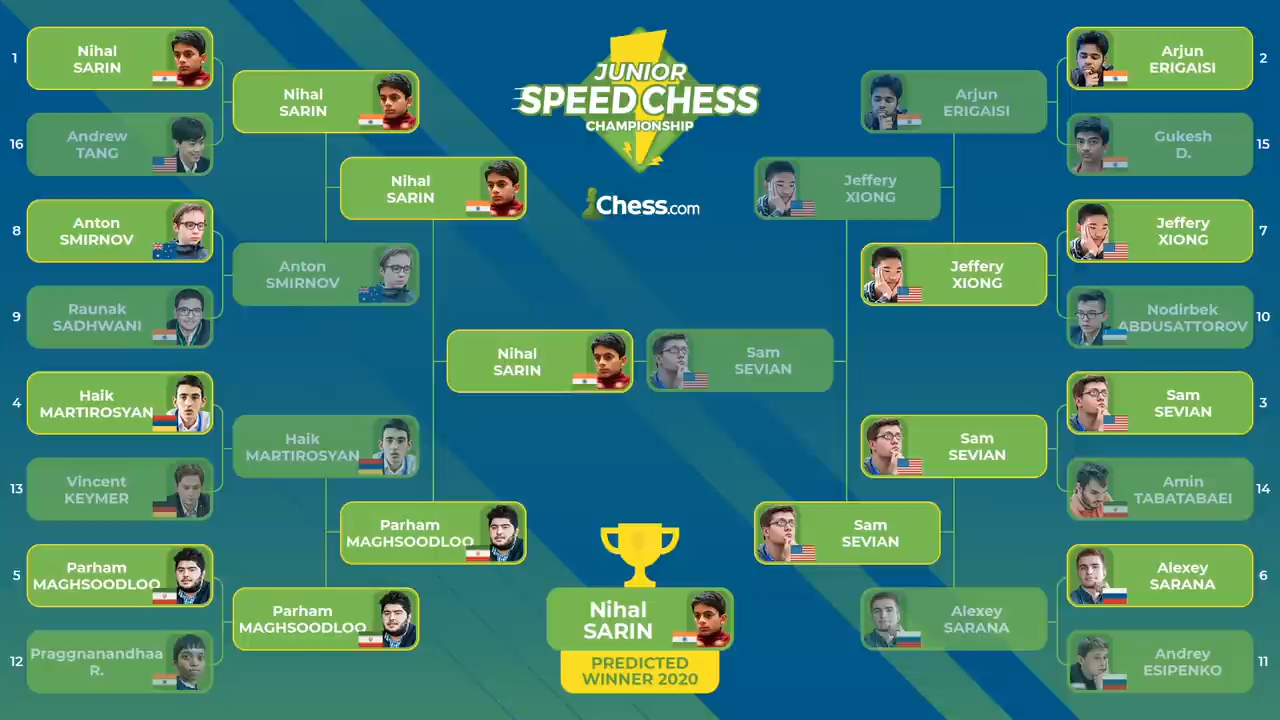 JUNIOR
SPEED CHESS
CHAMPIONSHIP
Chess.com
1
Nihal
SARIN
16
Andrew
TANG
8
Anton
SMIRNOV
9
Raunak
SADHWANI
4
Haik
MARTIROSYAN
13
Vincent
KEYMER
5
Parham
MAGHSOODLOO
12
Praggnanandhaa
R.
Nihal
SARIN
Anton
SMIRNOV
Haik
MARTIROSYAN
Parham
MAGHSOODLOO
Nihal
SARIN
Parham
MAGHSOODLOO
Nihal
SARIN
Sam
SEVIAN
Jeffery
XIONG
Sam
SEVIAN
Arjun
ERIGAISI
Jeffery
XIONG
Sam
SEVIAN
Alexey
SARANA
Arjun
ERIGAISI
2
Gukesh
D.
15
Jeffery
XIONG
7
Nodirbek
ABDUSATTOROV
10
Sam
SEVIAN
3
Amin
TABATABAEI
14
Alexey
SARANA
6
Andrey
ESIPENKO
11
Nihal
SARIN
PREDICTED
WINNER 2020